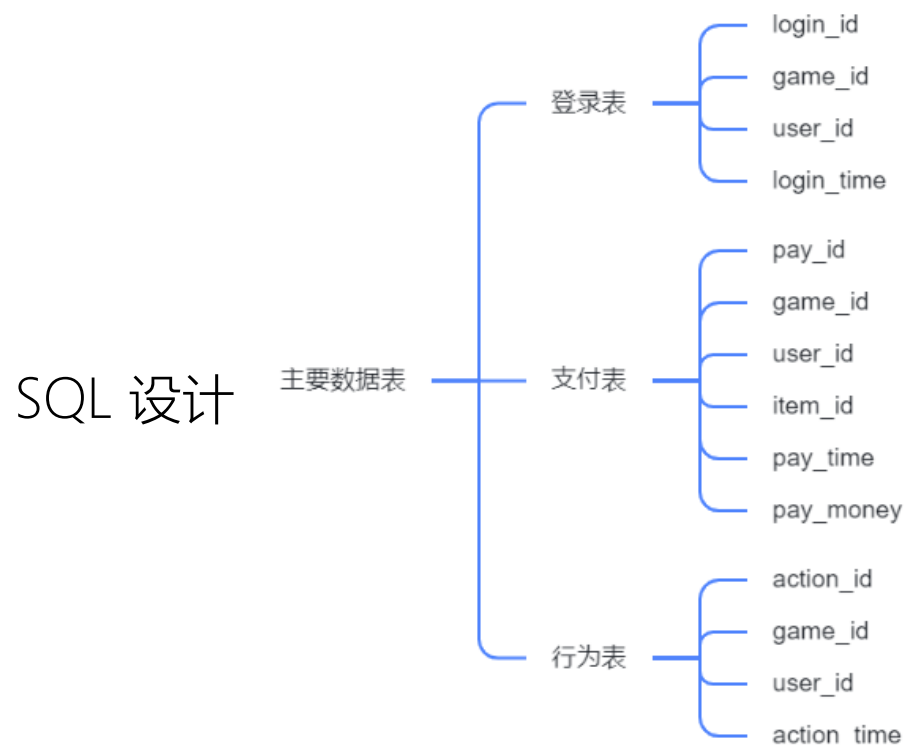 SQL 设计
主要数据表
登录表
login_id
game_id
user_id
login_time
支付表
pay_id
game_id
user_id
item_id
pay_time
pay_money
行为表
action_id
game_id
user_id
action_time